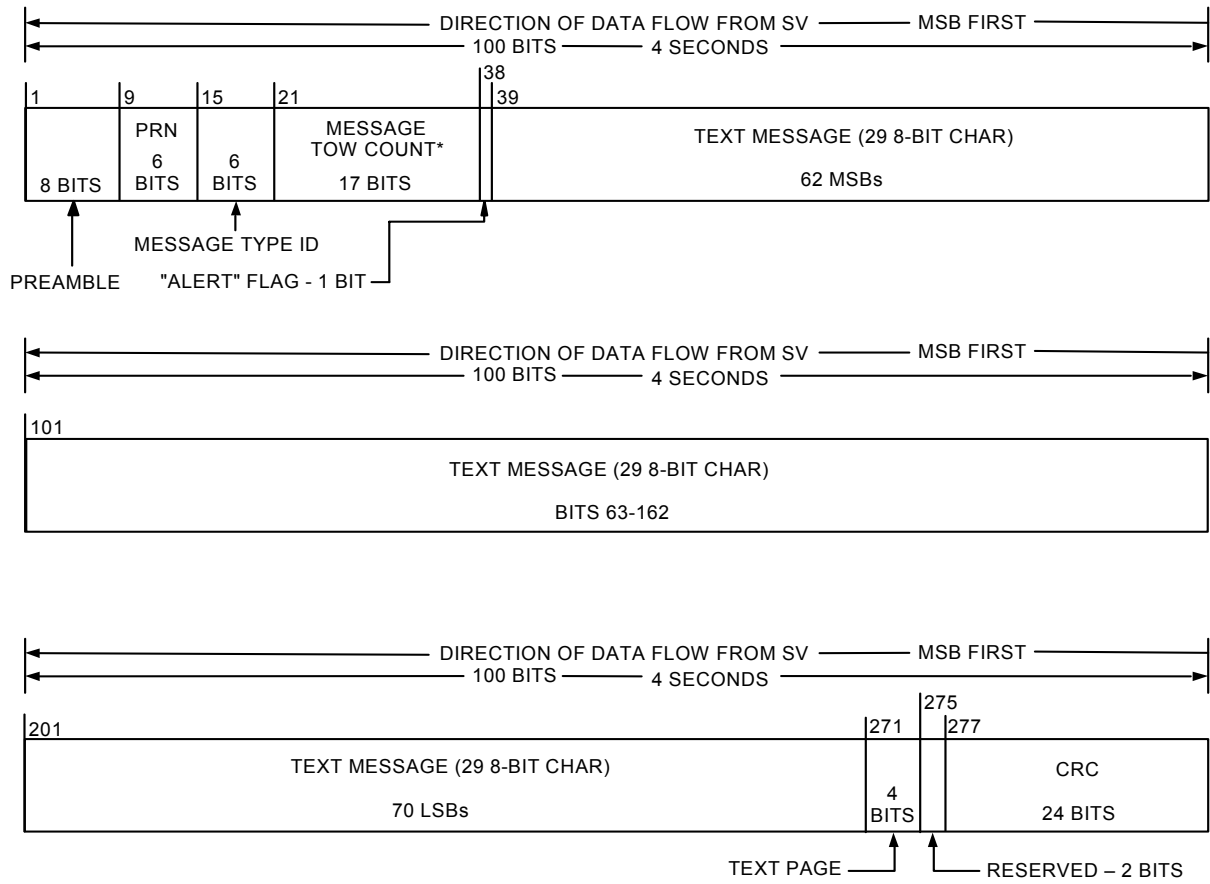 DIRECTION OF DATA FLOW FROM SV MSB FIRST
100 BITS 4 SECONDS
38
1 9 15 21 39
PRN
6
BITS
8 BITS
6
BITS
MESSAGE
TOW COUNT*
17 BITS
TEXT MESSAGE (29 8-BIT CHAR)
62 MSBs
MESSAGE TYPE ID
PREAMBLE
"ALERT" FLAG - 1 BIT
DIRECTION OF DATA FLOW FROM SV MSB FIRST
100 BITS 4 SECONDS
101
TEXT MESSAGE (29 8-BIT CHAR)
BITS 63-162
DIRECTION OF DATA FLOW FROM SV MSB FIRST
100 BITS 4 SECONDS
275
201 271 277
TEXT MESSAGE (29 8-BIT CHAR)
70 LSBs
4
BITS
CRC
24 BITS
TEXT PAGE
RESERVED – 2 BITS